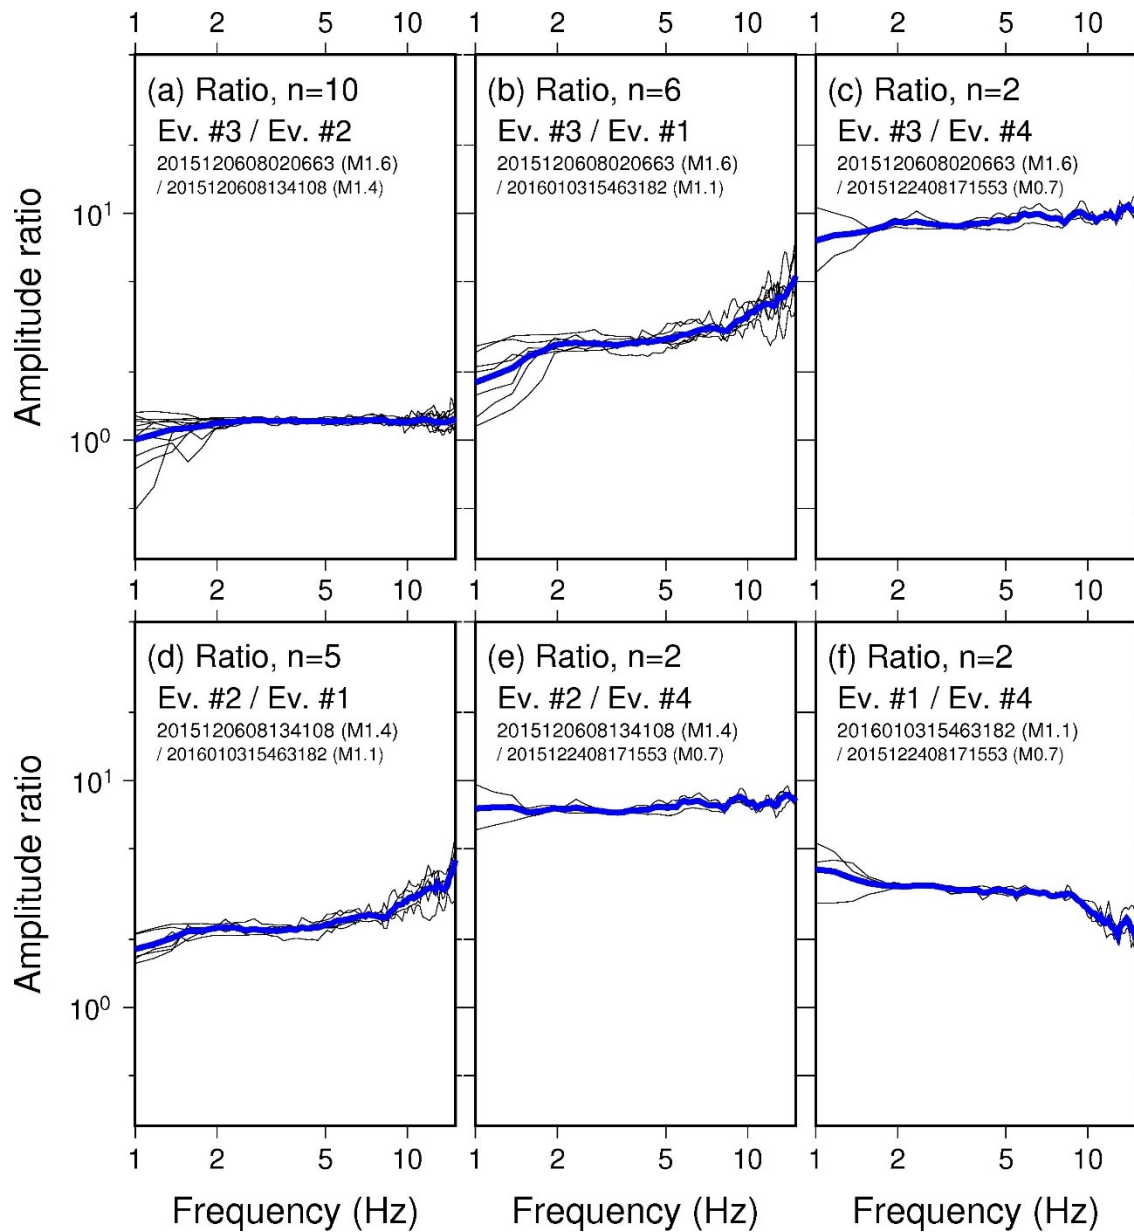 1 2 5 10 1 2 5 10 1 2 5 10
(a) Ratio, n=10
Ev. #3 / Ev. #2
2015120608020663 (M1.6)
/ 2015120608134108 (M1.4)
(b) Ratio, n=6
Ev. #3 / Ev. #1
2015120608020663 (M1.6)
/ 2016010315463182 (M1.1)
(c) Ratio, n=2
Ev. #3 / Ev. #4
2015120608020663 (M1.6)
/ 2015122408171553 (M0.7)
Amplitude ratio
10¹
10⁰
1 2 5 10 1 2 5 10 1 2 5 10
(d) Ratio, n=5
Ev. #2 / Ev. #1
2015120608134108 (M1.4)
/ 2016010315463182 (M1.1)
(e) Ratio, n=2
Ev. #2 / Ev. #4
2015120608134108 (M1.4)
/ 2015122408171553 (M0.7)
(f) Ratio, n=2
Ev. #1 / Ev. #4
2016010315463182 (M1.1)
/ 2015122408171553 (M0.7)
Amplitude ratio
10¹
10⁰
1 2 5 10 1 2 5 10 1 2 5 10
Frequency (Hz) Frequency (Hz) Frequency (Hz)